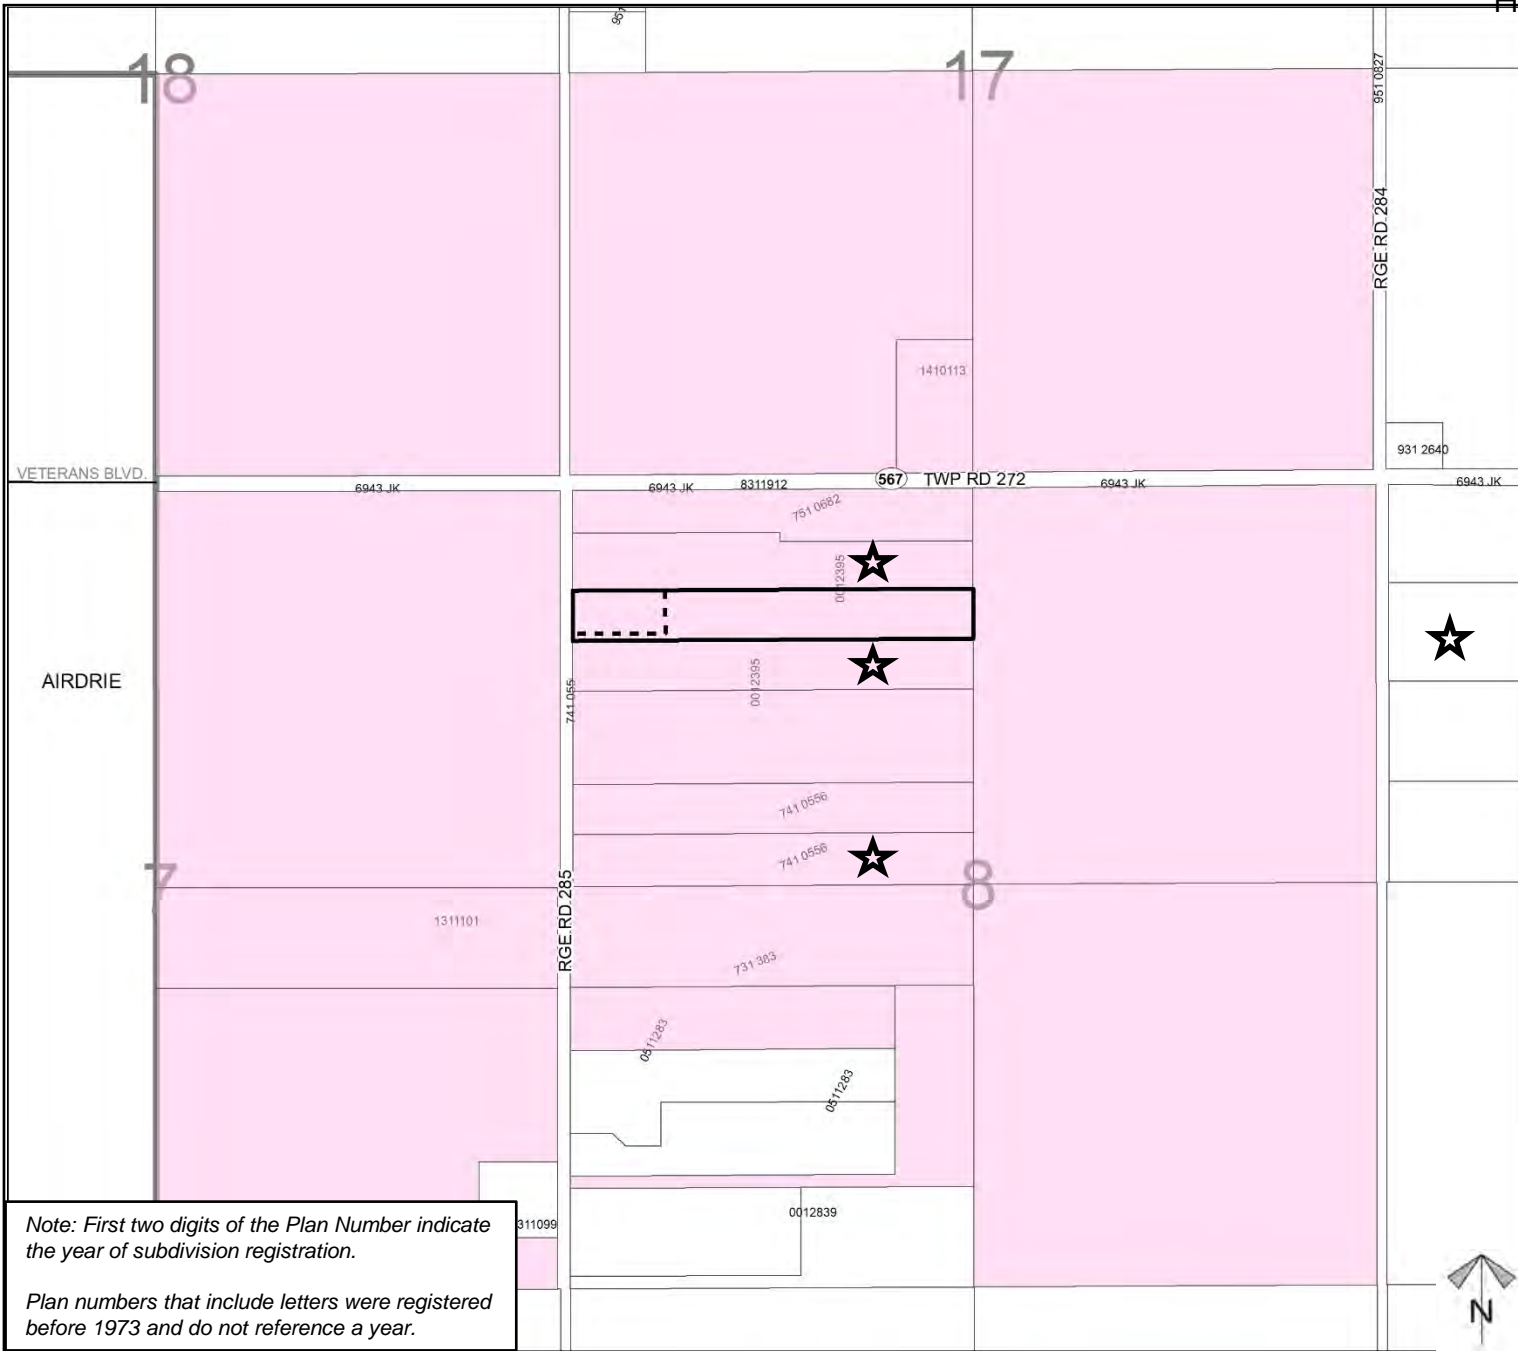 951
18
17
951 0827
RGE.RD.284
1410113
931 2640
VETERANS BLVD.
6943 JK
6943 JK
8311912
567
TWP RD 272
6943 JK
6943 JK
751 0682
0012395
0012395
AIRDRIE
741 055
741 0556
741 0556
7
8
RGE.RD.285
1311101
731 383
0511283
0511283
311099
0012839
Note: First two digits of the Plan Number indicate
the year of subdivision registration.
Plan numbers that include letters were registered
before 1973 and do not reference a year.
N